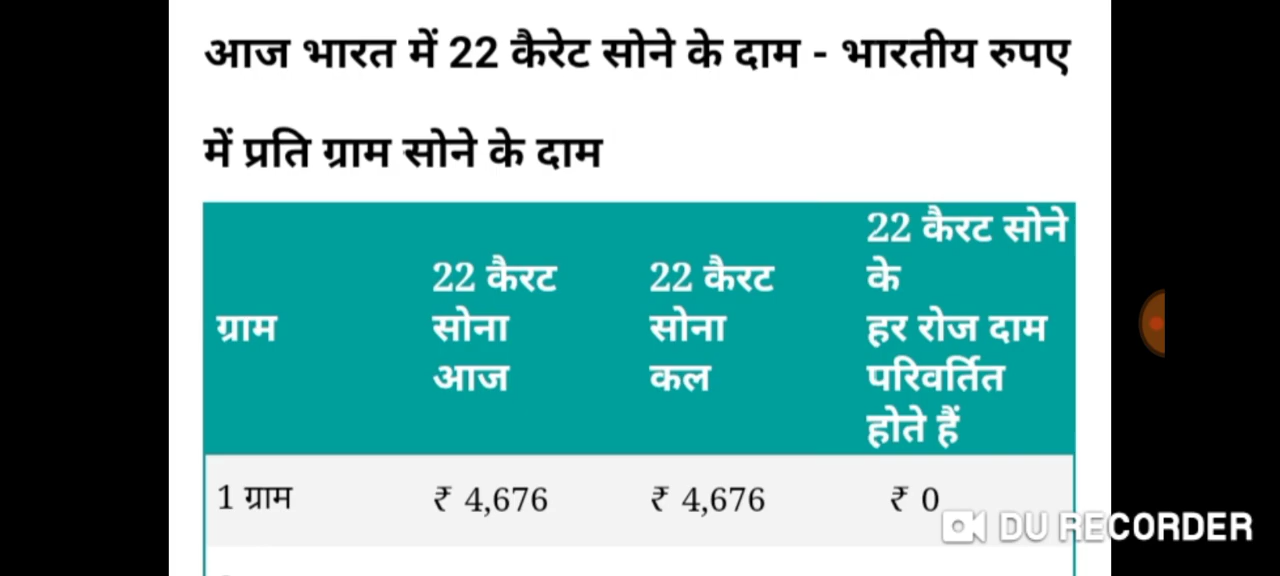 आज भारत में 22 कैरेट सोने के दाम - भारतीय रुपए
में प्रति ग्राम सोने के दाम
ग्राम
22 कैरट
सोना
आज
22 कैरट
सोना
कल
22 कैरट सोने
के
हर रोज दाम
परिवर्तित
होते हैं
1 ग्राम ₹ 4,676 ₹ 4,676 ₹ 0
DU RECORDER